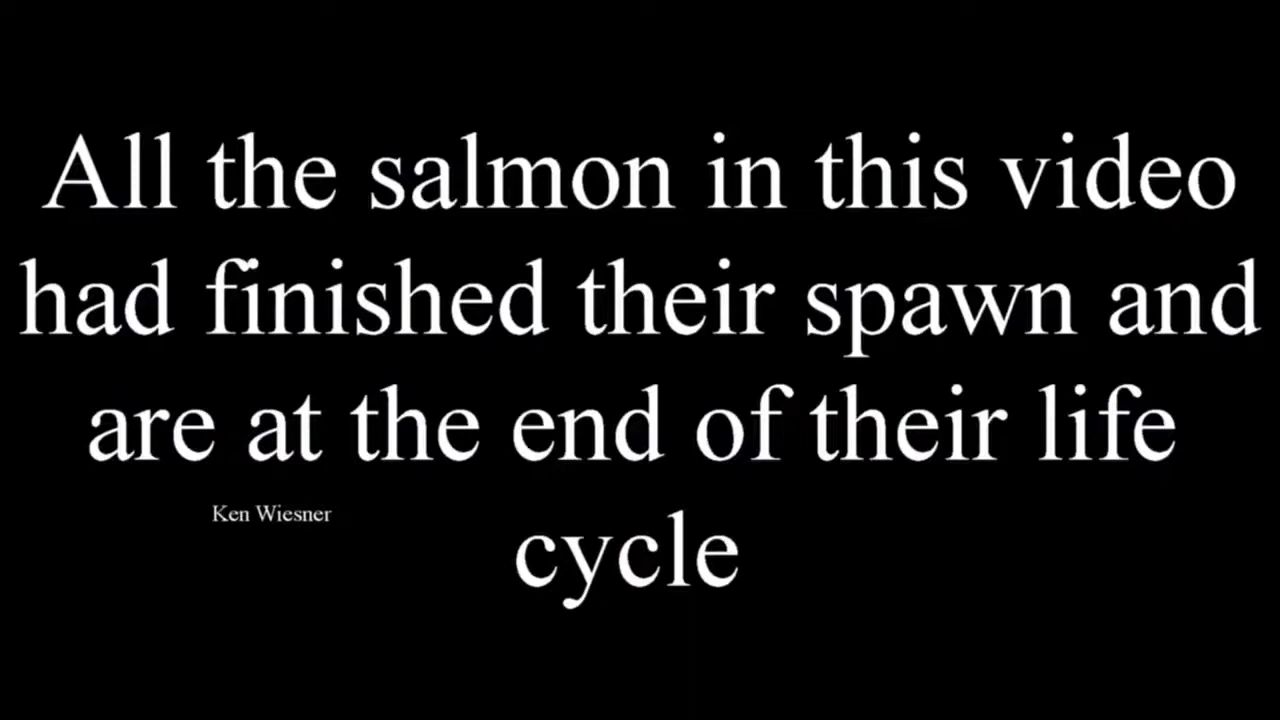 All the salmon in this video
had finished their spawn and
are at the end of their life
Ken Wiesner
cycle